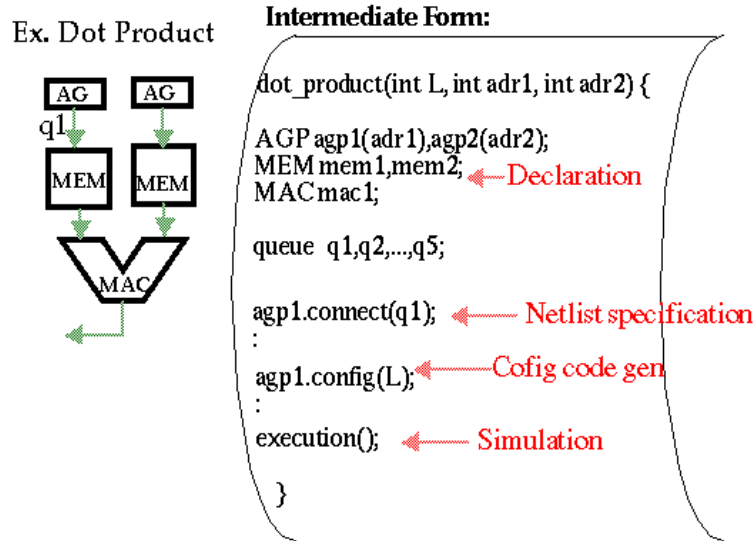 Ex. Dot Product
AG
AG
q1
MEM
MEM
MAC
Intermediate Form:
dot_product(int L, int adr1, int adr2) {
AGP agp1(adr1),agp2(adr2);
MEM mem1,mem2;
Declaration
MAC mac1;
queue q1,q2,...,q5;
agp1.connect(q1);
Netlist specification
:
agp1.config(L);
Cofig code gen
:
execution();
Simulation
}